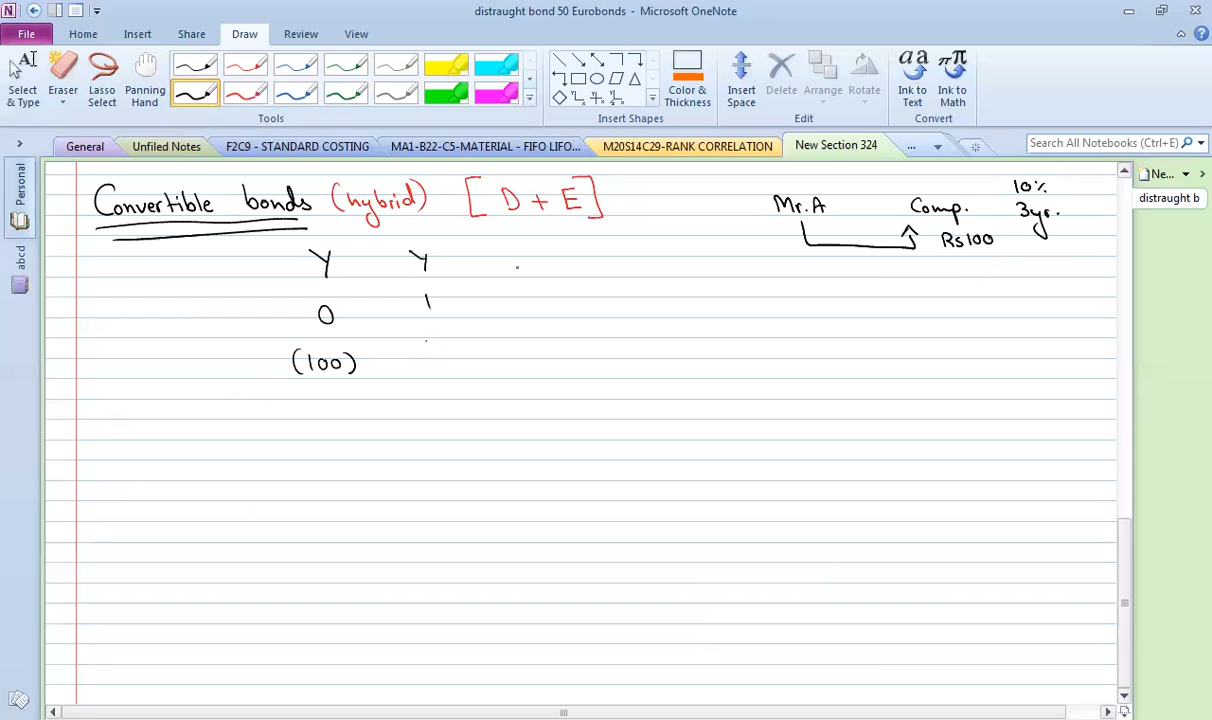 distraught bond 50 Eurobonds - Microsoft OneNote
File Home Insert Share Draw Review View
Select & Type
Eraser
Lasso Select
Panning Hand
Color & Thickness
Insert Space
Delete
Arrange
Rotate
Ink to Text
Ink to Math
Tools
Insert Shapes
Edit
Convert
General
Unfiled Notes
F2C9 - STANDARD COSTING
MA1-B22-C5-MATERIAL - FIFO LIFO...
M20S14C29-RANK CORRELATION
New Section 324
...
Search All Notebooks (Ctrl+E)
Personal
abcd
Ne...
distraught b
Convertible bonds (hybrid) [D + E]
Mr. A Comp. 10% 3yr.
Rs100
Y Y
0 1
(100)